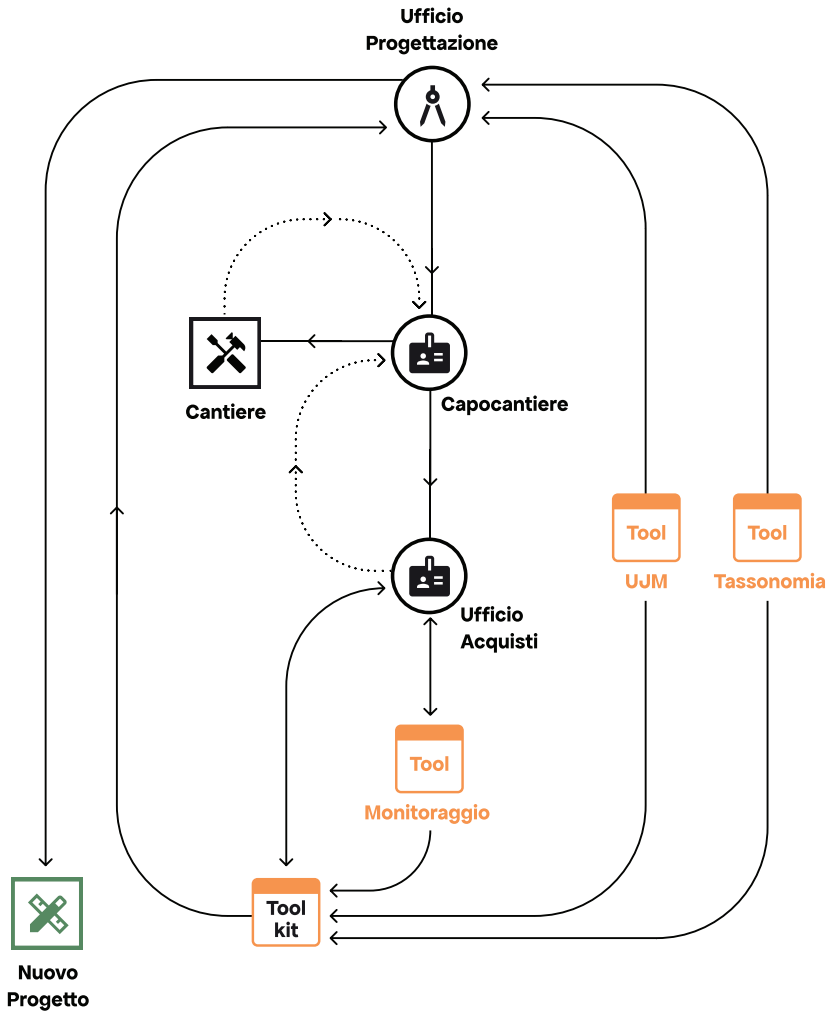 Ufficio
Progettazione
Cantiere
Capocantiere
Tool
UJM
Tool
Tassonomia
Ufficio
Acquisti
Tool
Monitoraggio
Tool
kit
Nuovo
Progetto